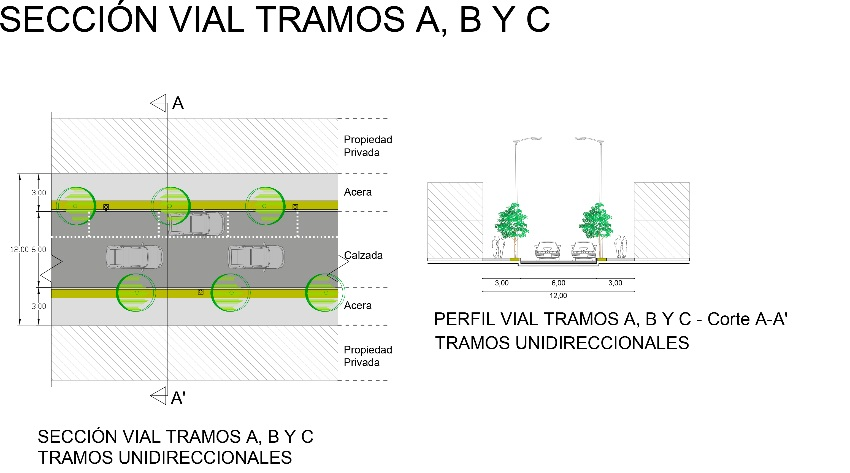 SECCIÓN VIAL TRAMOS A, B Y C
A
Propiedad
Privada
3.00
Acera
12.00
6.00
Calzada
3.00
Acera
Propiedad
Privada
A'
SECCIÓN VIAL TRAMOS A, B Y C
TRAMOS UNIDIRECCIONALES
3,00
6,00
3,00
12,00
PERFIL VIAL TRAMOS A, B Y C - Corte A-A'
TRAMOS UNIDIRECCIONALES